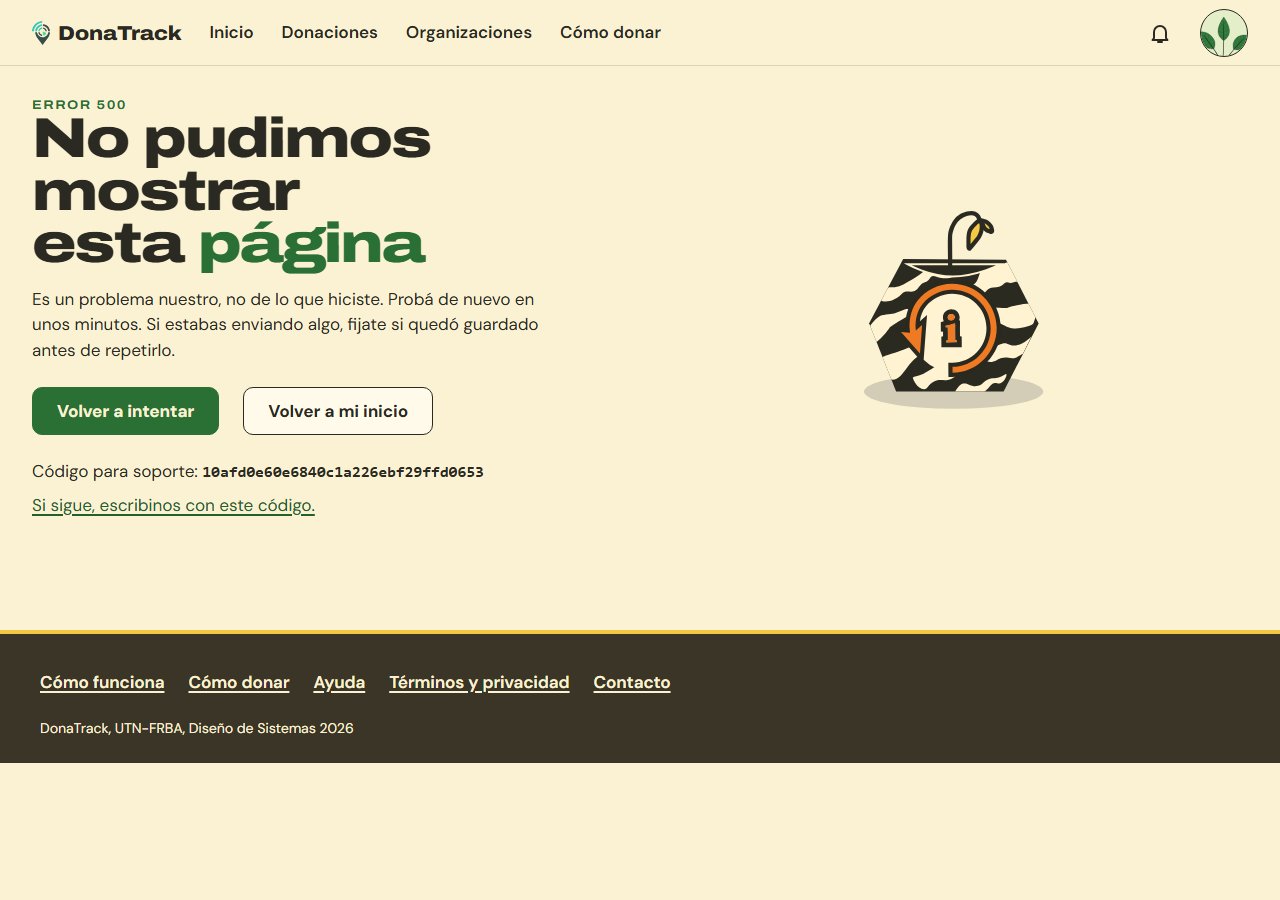 DonaTrack Inicio Donaciones Organizaciones Cómo donar
ERROR 500
No pudimos
mostrar
esta página
Es un problema nuestro, no de lo que hiciste. Probá de nuevo en
unos minutos. Si estabas enviando algo, fijate si quedó guardado
antes de repetirlo.
Volver a intentar Volver a mi inicio
Código para soporte: 10afd0e60e6840c1a226ebf29ffd0653
Si sigue, escribinos con este código.
i
Cómo funciona Cómo donar Ayuda Términos y privacidad Contacto
DonaTrack, UTN-FRBA, Diseño de Sistemas 2026